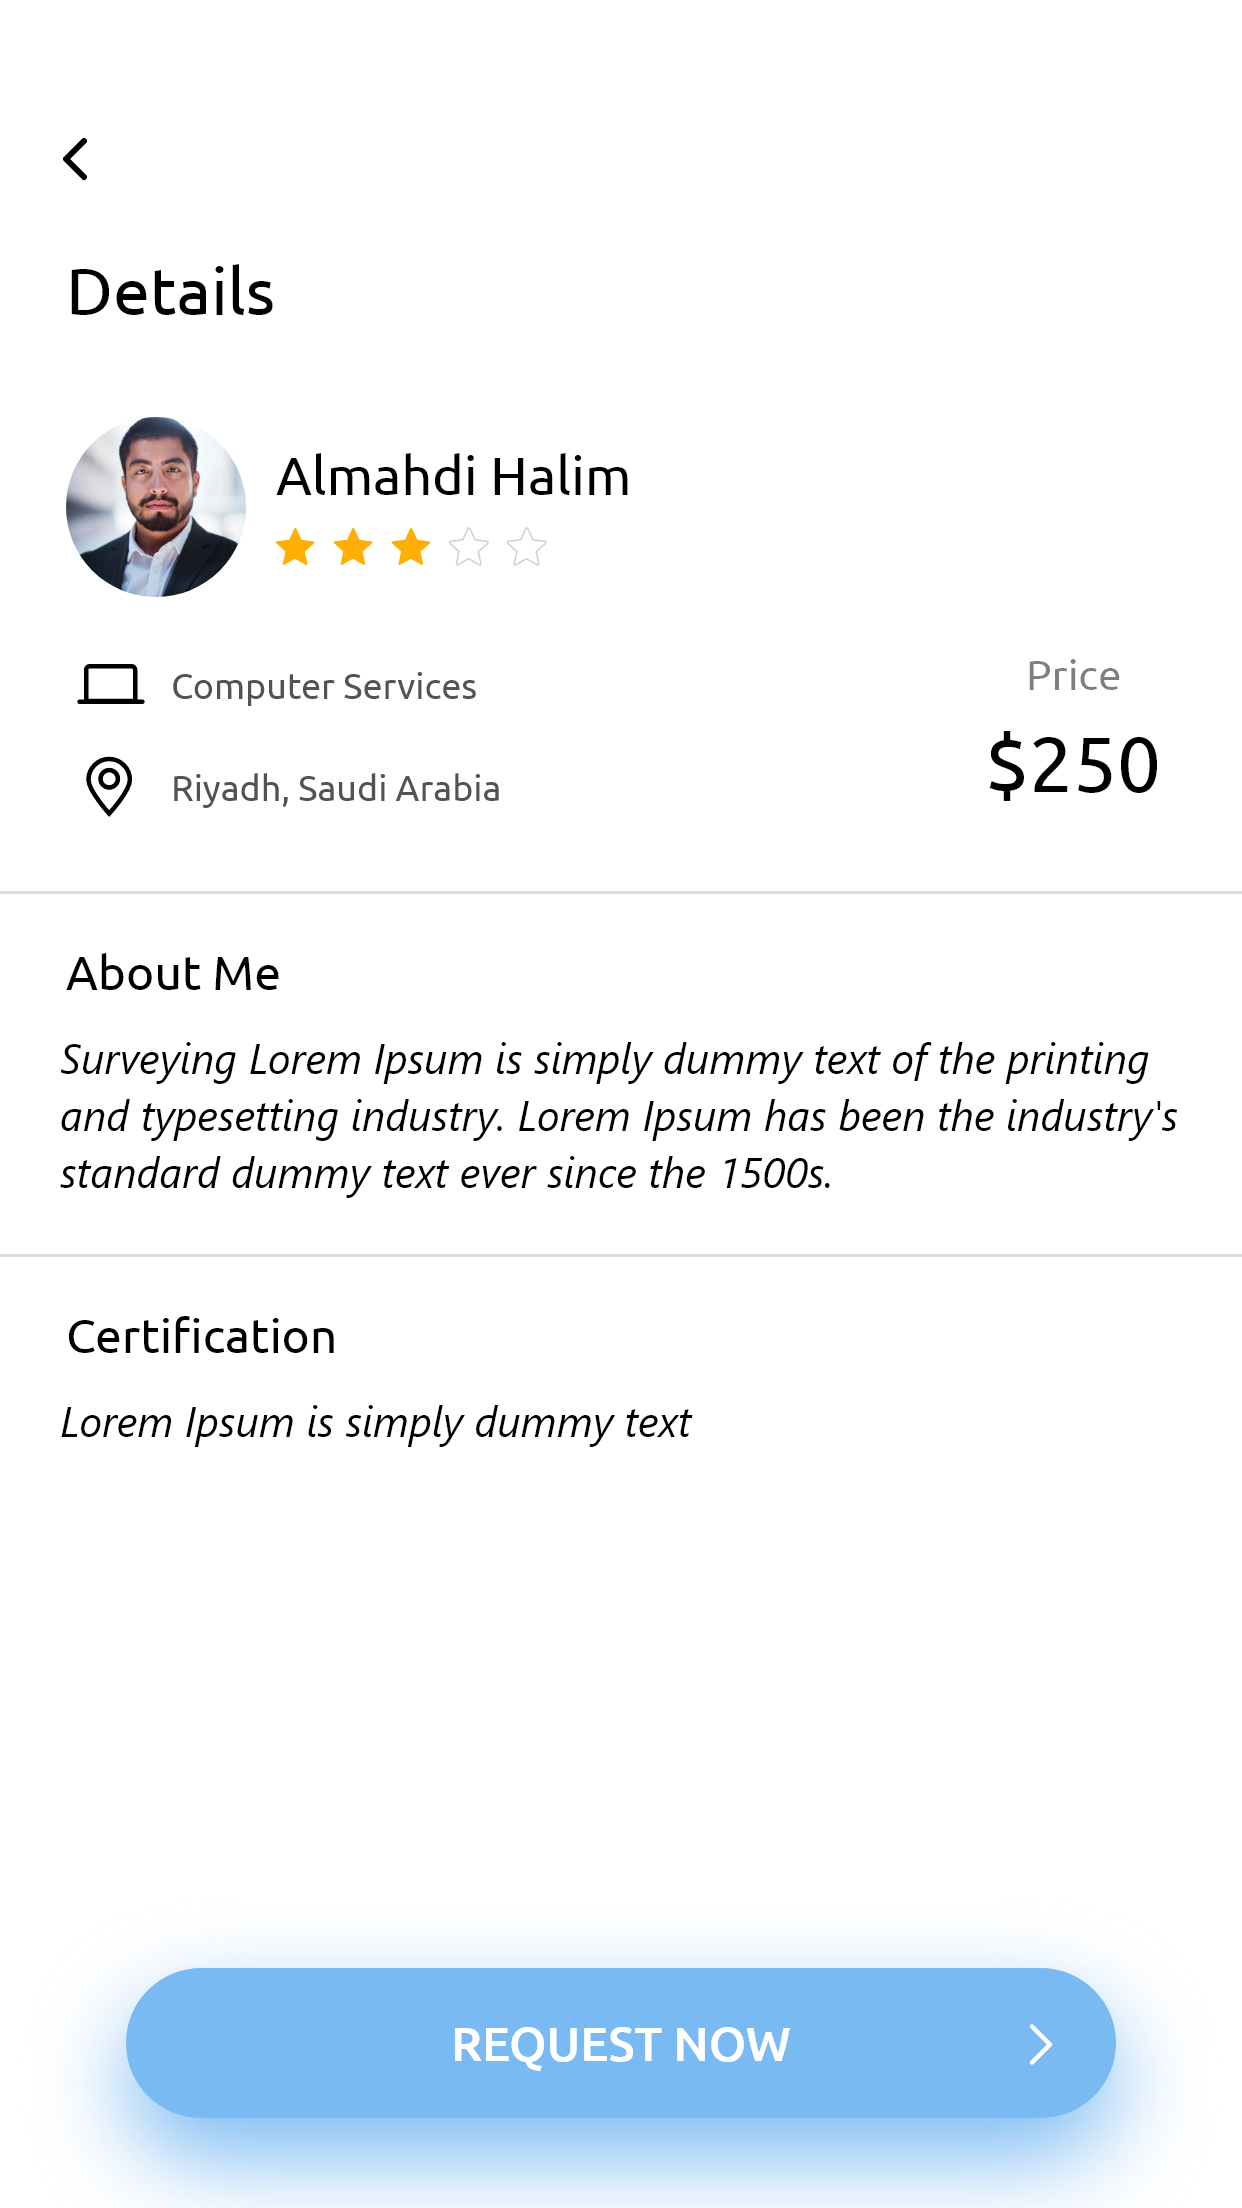 Details
Almahdi Halim
Computer Services
Price
$250
Riyadh, Saudi Arabia
About Me
Surveying Lorem Ipsum is simply dummy text of the printing
and typesetting industry. Lorem Ipsum has been the industry's
standard dummy text ever since the 1500s.
Certification
Lorem Ipsum is simply dummy text
REQUEST NOW